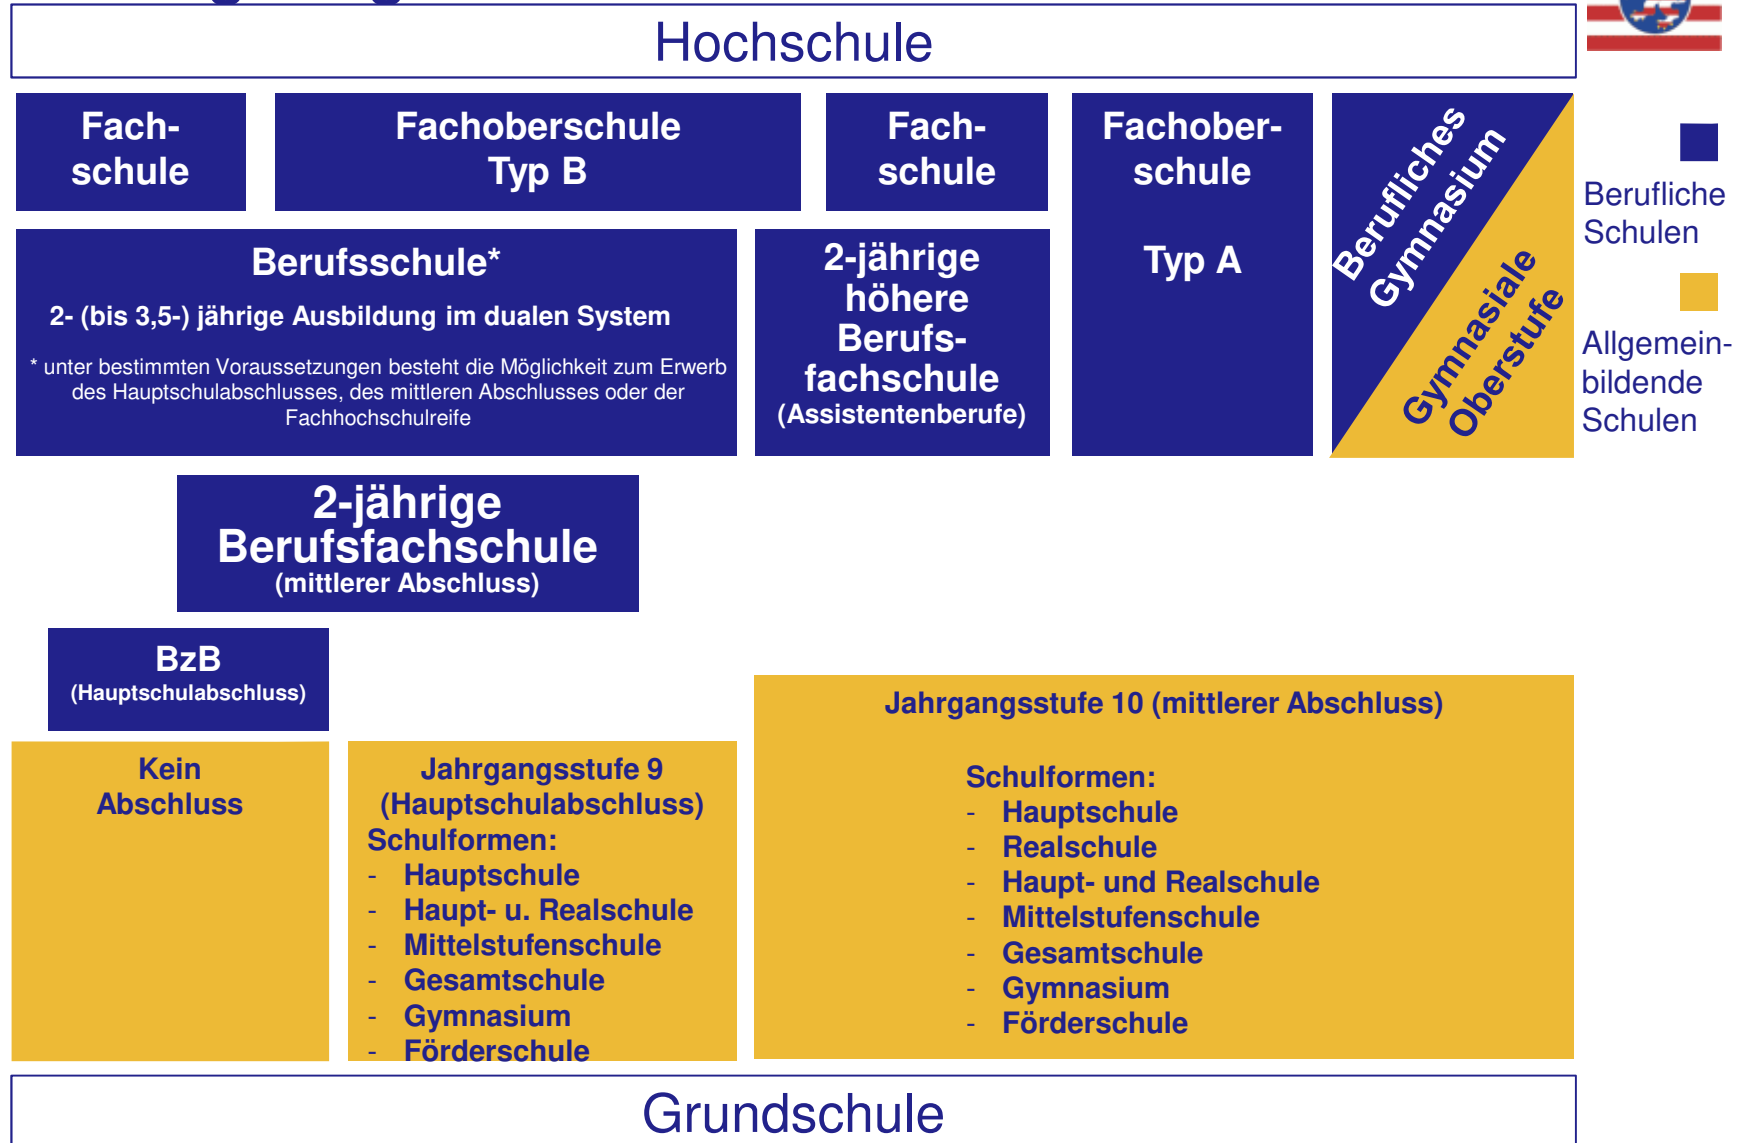 Hochschule
Fach-
schule
Fachoberschule
Typ B
Fach-
schule
Fachober-
schule
Typ A
Berufliches
Gymnasium
Gymnasiale
Oberstufe
Berufliche
Schulen
Allgemein-
bildende
Schulen
Berufsschule*
2- (bis 3,5-) jährige Ausbildung im dualen System
* unter bestimmten Voraussetzungen besteht die Möglichkeit zum Erwerb
des Hauptschulabschlusses, des mittleren Abschlusses oder der
Fachhochschulreife
2-jährige
höhere
Berufs-
fachschule
(Assistentenberufe)
2-jährige
Berufsfachschule
(mittlerer Abschluss)
BzB
(Hauptschulabschluss)
Kein
Abschluss
Jahrgangsstufe 9
(Hauptschulabschluss)
Schulformen:
- Hauptschule
- Haupt- u. Realschule
- Mittelstufenschule
- Gesamtschule
- Gymnasium
- Förderschule
Jahrgangsstufe 10 (mittlerer Abschluss)
Schulformen:
- Hauptschule
- Realschule
- Haupt- und Realschule
- Mittelstufenschule
- Gesamtschule
- Gymnasium
- Förderschule
Grundschule